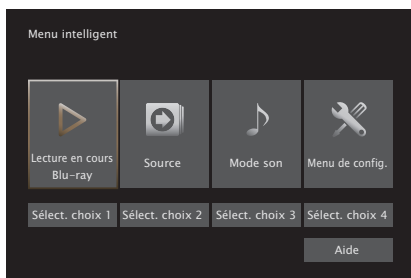 Menu intelligent
Lecture en cours
Blu-ray
Source
Mode son
Menu de config.
Sélect. choix 1
Sélect. choix 2
Sélect. choix 3
Sélect. choix 4
Aide